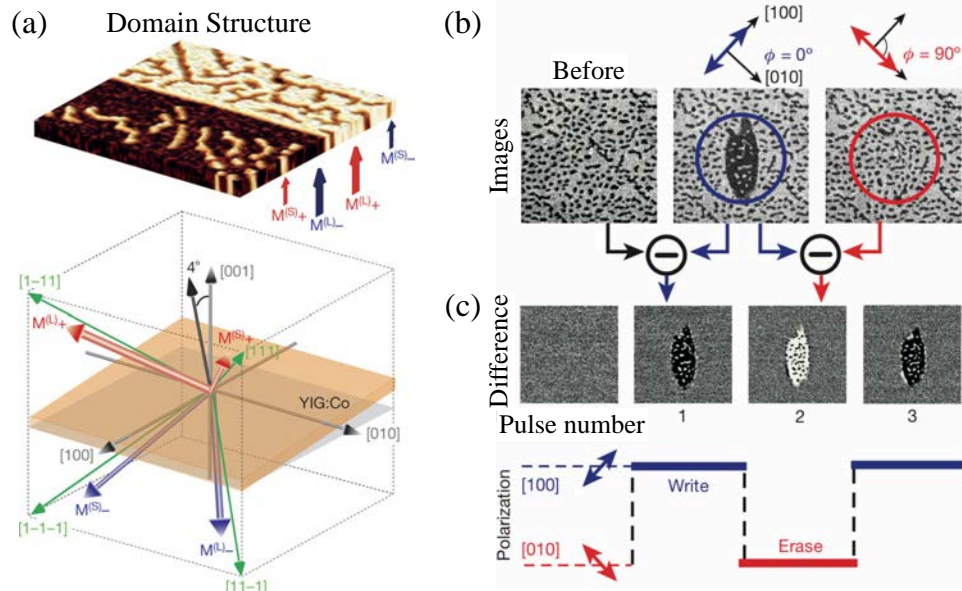 (a) Domain Structure
M(S)–
M(L)+
M(S)+
M(L)–
[1–11]
4°
[001]
M(L)+
M(S)+
[111]
YIG:Co
[010]
[100]
M(S)–
[1–1–1]
M(L)–
[11–1]
(b)
[100]
ϕ = 0°
[010]
ϕ = 90°
Before
Images
(c)
Difference
1 2 3
Pulse number
Polarization
[100]
Write
[010]
Erase